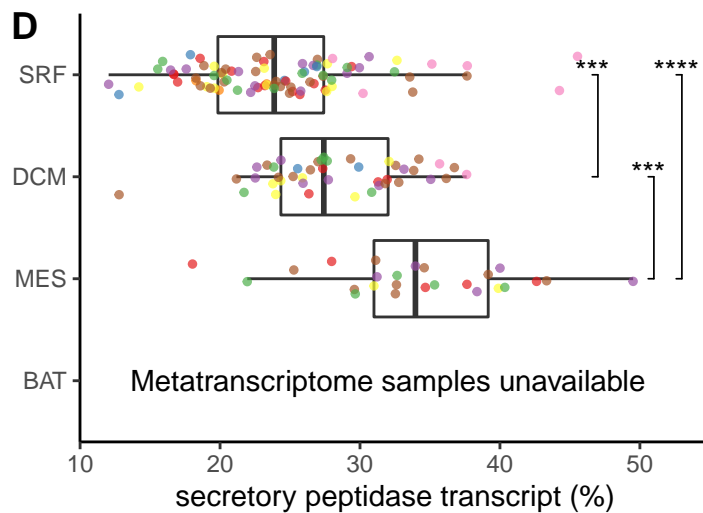 D
SRF
*** ****
DCM
***
MES
BAT
Metatranscriptome samples unavailable
10 20 30 40 50
secretory peptidase transcript (%)